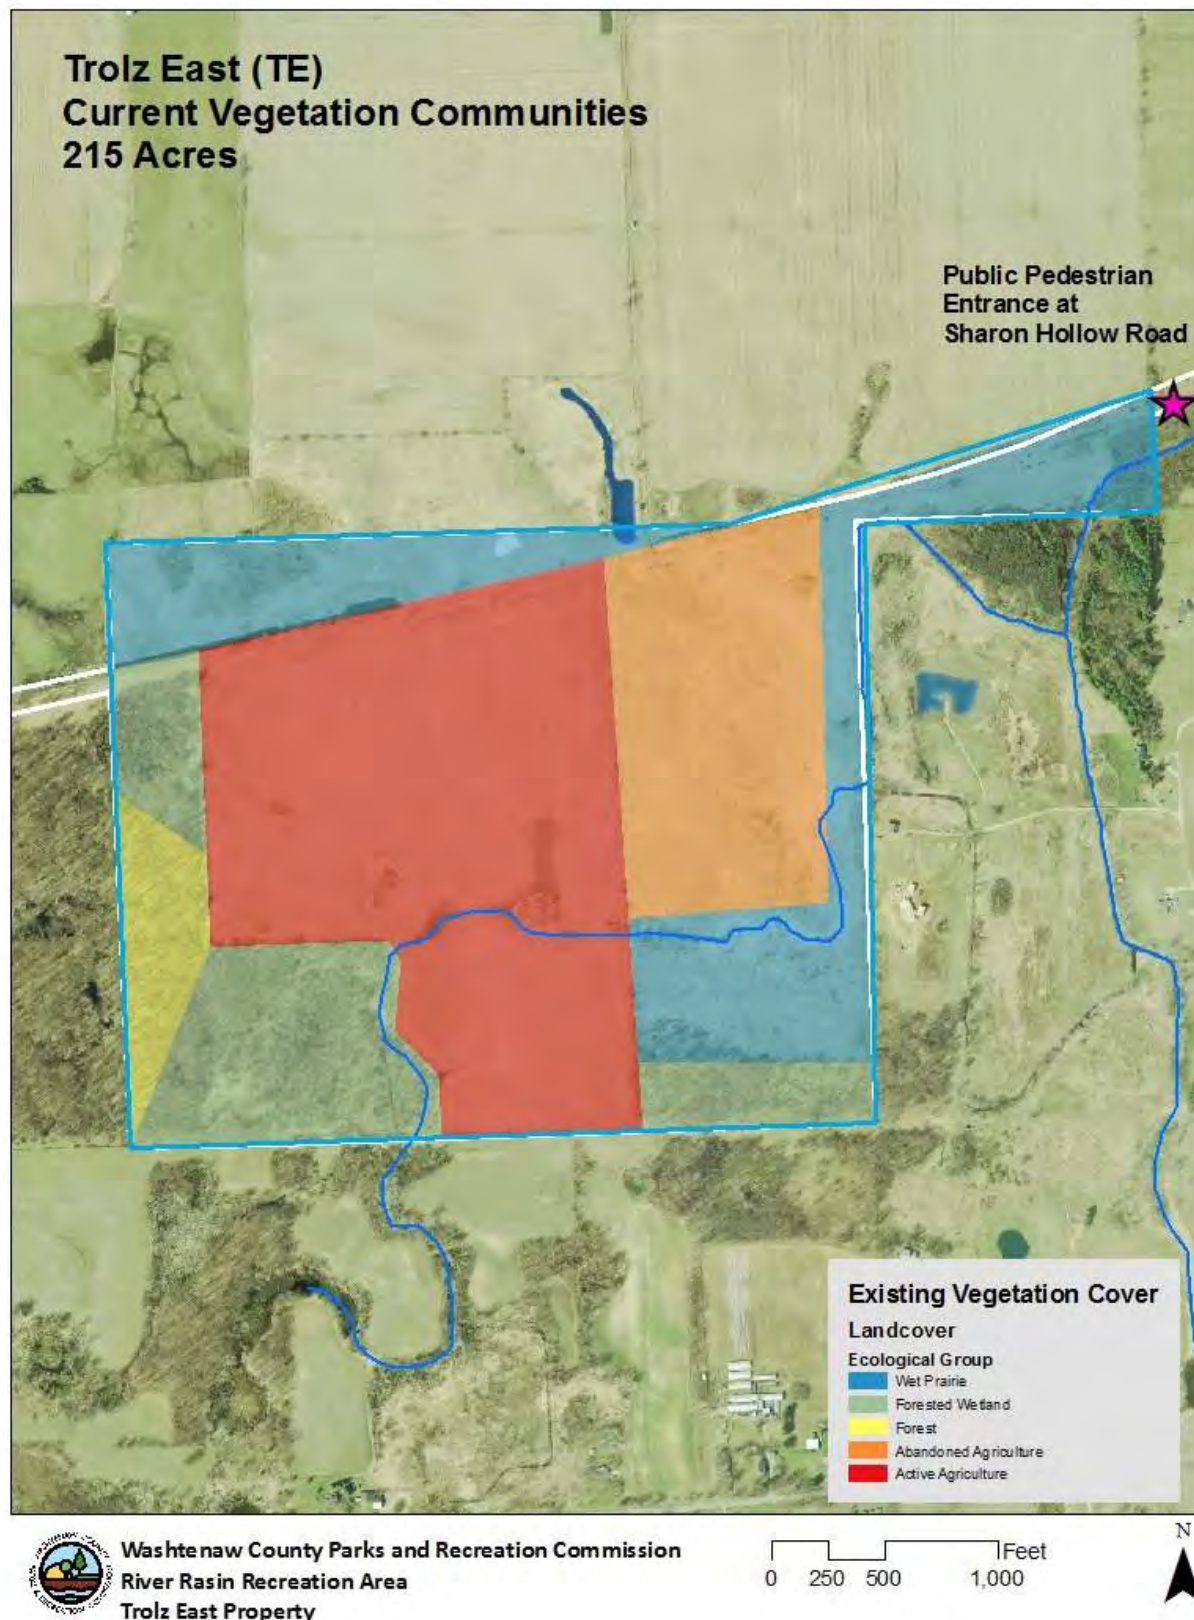 Trolz East (TE)
Current Vegetation Communities
215 Acres
Public Pedestrian
Entrance at
Sharon Hollow Road
Existing Vegetation Cover
Landcover
Ecological Group
Wet Prairie
Forested Wetland
Forest
Abandoned Agriculture
Active Agriculture
Washtenaw County Parks and Recreation Commission
River Rasin Recreation Area
Trolz East Property
Feet
0 250 500 1,000
N